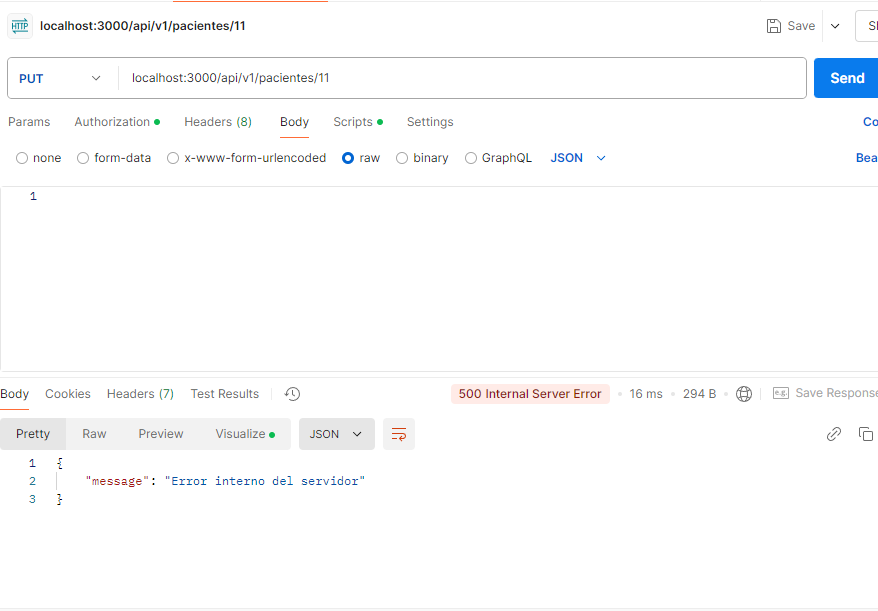 HTTP localhost:3000/api/v1/pacientes/11 Save
PUT localhost:3000/api/v1/pacientes/11 Send
Params Authorization Headers (8) Body Scripts Settings Co
none form-data x-www-form-urlencoded raw binary GraphQL JSON Bea
1
Body Cookies Headers (7) Test Results 500 Internal Server Error 16 ms 294 B e.g. Save Response
Pretty Raw Preview Visualize JSON
1 {
2 "message": "Error interno del servidor"
3 }